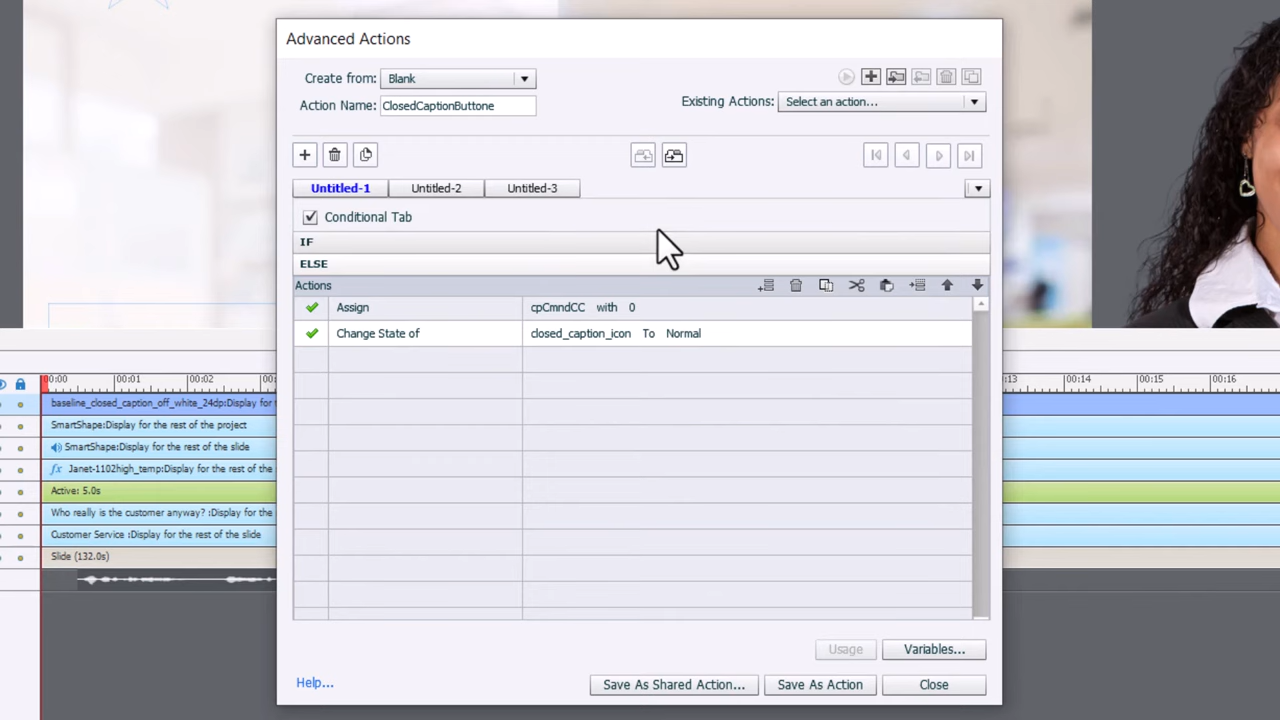 Advanced Actions
Create from: Blank
Action Name: ClosedCaptionButtone
Existing Actions: Select an action...
Untitled-1 Untitled-2 Untitled-3
Conditional Tab
IF
ELSE
Actions
Assign cpCmndCC with 0
Change State of closed_caption_icon To Normal
00:00 00:01 00:02 00:14 00:15 00:16
baseline_closed_caption_off_white_24dp:Display for
SmartShape:Display for the rest of the project
SmartShape:Display for the rest of the slide
fx Janet-1102high_temp:Display for the rest of the
Active: 5.0s
Who really is the customer anyway? :Display for the
Customer Service :Display for the rest of the slide
Slide (132.0s)
Usage Variables...
Help... Save As Shared Action... Save As Action Close